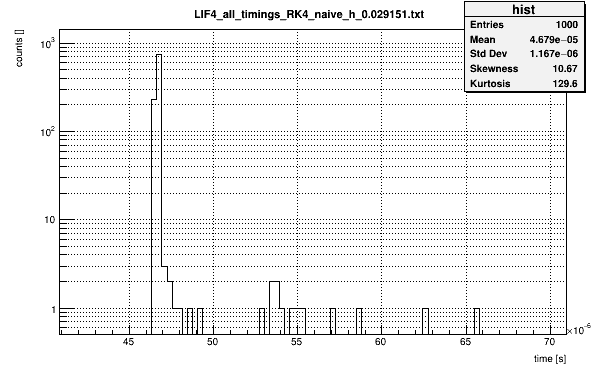 LIF4_all_timings_RK4_naive_h_0.029151.txt
hist
Entries 1000
Mean 4.679e−05
Std Dev 1.167e−06
Skewness 10.67
Kurtosis 129.6
counts []
10³
10²
10
1
45 50 55 60 65 70
×10⁻⁶
time [s]